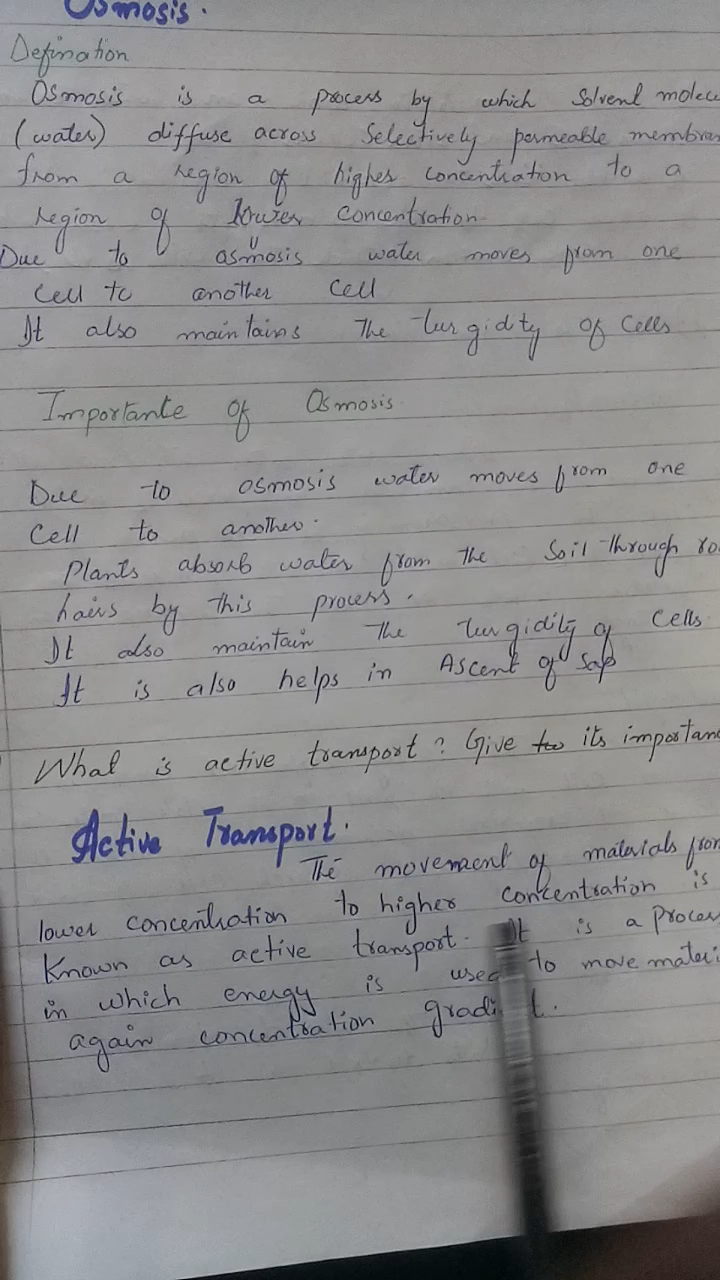 Osmosis.
Defination
Osmosis is a process by which Solvent molecu
(water) diffuse across Selectively permeable membran
from a region of higher concentration to a
region of lower concentration
Due to osmosis water moves from one
Cell to another Cell
It also maintains The turgidity of Cells
Importante of Osmosis
Due to osmosis water moves from one
Cell to another.
Plants absorb water from the Soil through roo
hairs by this process.
It also maintain the turgidity of Cells
It is also helps in Ascent of Sap
What is active transport? Give its importanc
Active Transport.
The movement of materials from
lower concentration to higher concentration is
Known as active transport. It is a process
in which energy is used to move materi
again concentration gradi t.